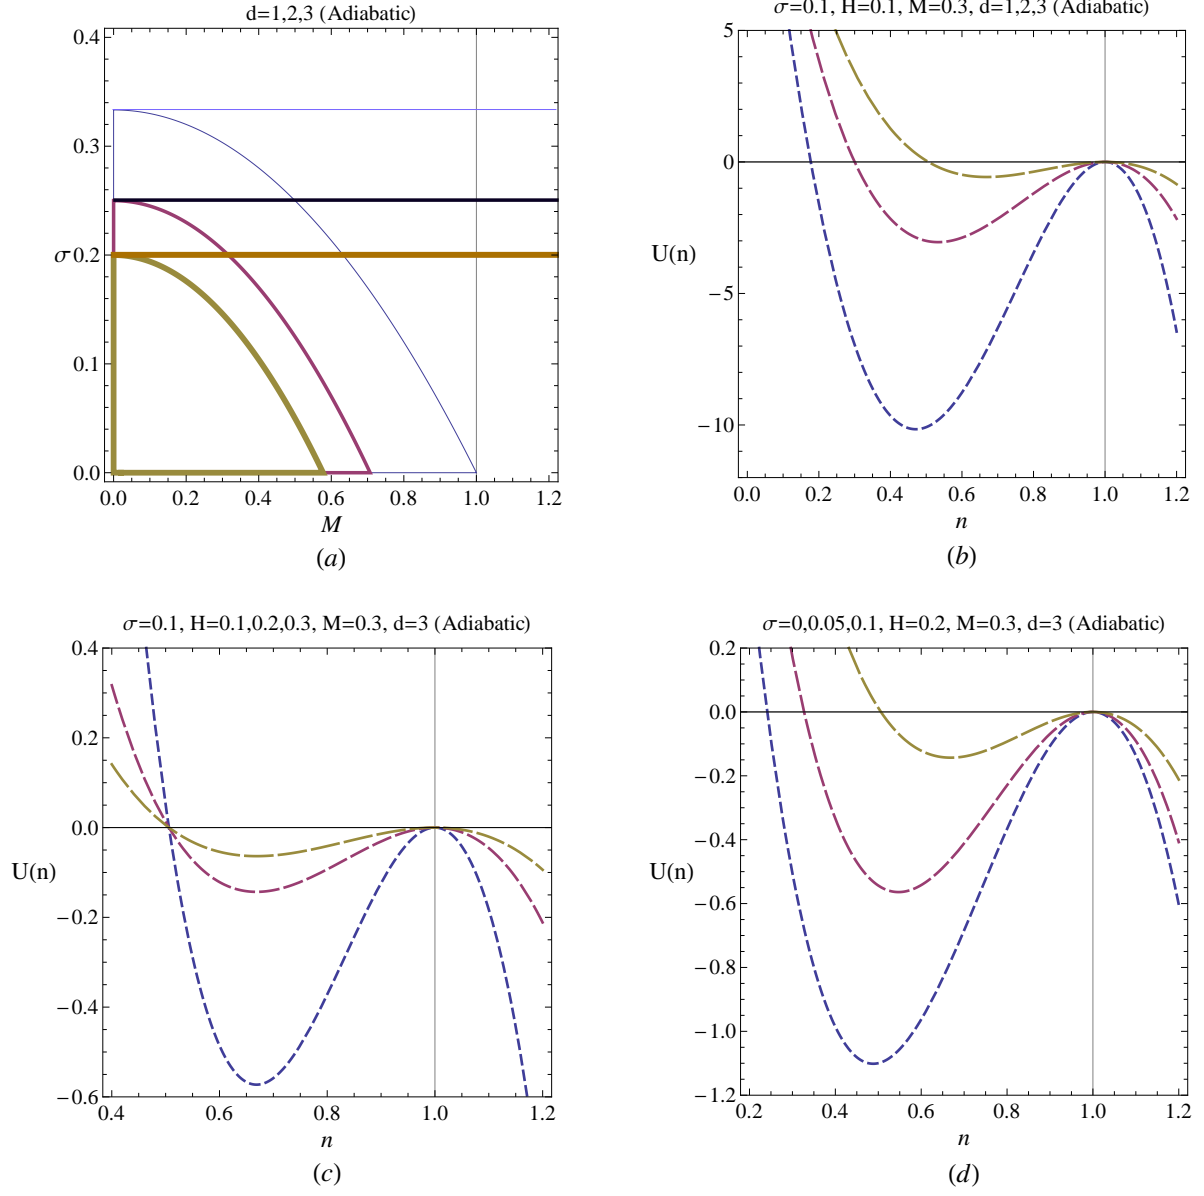 d=1,2,3 (Adiabatic)
0.4
0.3
σ 0.2
0.1
0.0
0.0 0.2 0.4 0.6 0.8 1.0 1.2
M
(a)
σ=0.1, H=0.1, M=0.3, d=1,2,3 (Adiabatic)
5
0
U(n)
−5
−10
0.0 0.2 0.4 0.6 0.8 1.0 1.2
n
(b)
σ=0.1, H=0.1,0.2,0.3, M=0.3, d=3 (Adiabatic)
0.4
0.2
0.0
U(n)
−0.2
−0.4
−0.6
0.4 0.6 0.8 1.0 1.2
n
(c)
σ=0,0.05,0.1, H=0.2, M=0.3, d=3 (Adiabatic)
0.2
0.0
−0.2
−0.4
U(n)
−0.6
−0.8
−1.0
−1.2
0.2 0.4 0.6 0.8 1.0 1.2
n
(d)